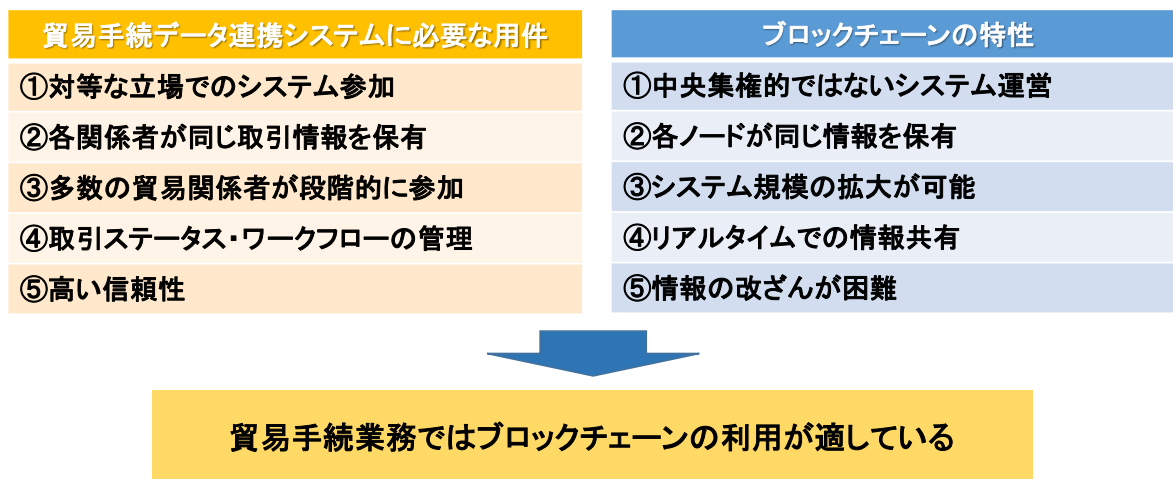 貿易手続データ連携システムに必要な用件
①対等な立場でのシステム参加
②各関係者が同じ取引情報を保有
③多数の貿易関係者が段階的に参加
④取引ステータス・ワークフローの管理
⑤高い信頼性
ブロックチェーンの特性
①中央集権的ではないシステム運営
②各ノードが同じ情報を保有
③システム規模の拡大が可能
④リアルタイムでの情報共有
⑤情報の改ざんが困難
貿易手続業務ではブロックチェーンの利用が適している